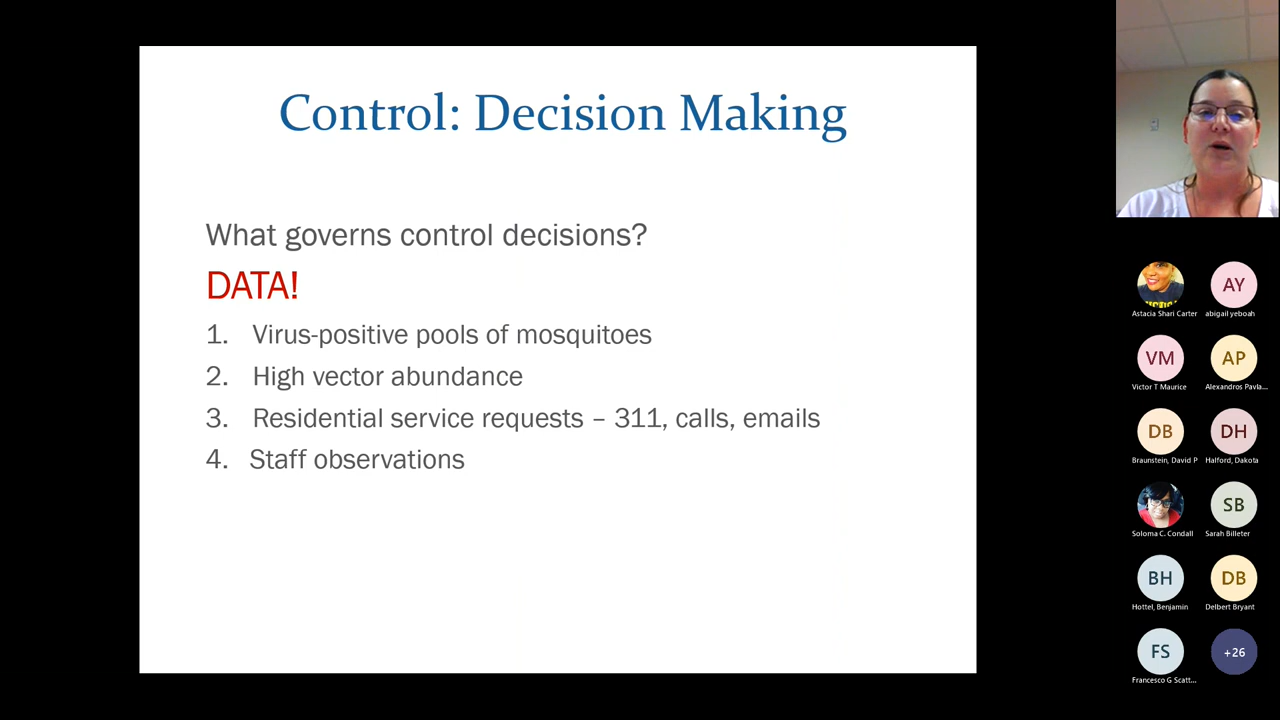 Control: Decision Making
What governs control decisions?
DATA!
1. Virus-positive pools of mosquitoes
2. High vector abundance
3. Residential service requests – 311, calls, emails
4. Staff observations
Astacia Shari Carter
AY
abigail yeboah
VM
Victor T Maurice
AP
Alexandros Pavla...
DB
Braunstein, David P
DH
Halford, Dakota
Soloma C. Condall
SB
Sarah Billeter
BH
Hottel, Benjamin
DB
Delbert Bryant
FS
Francesco G Scatt...
+26